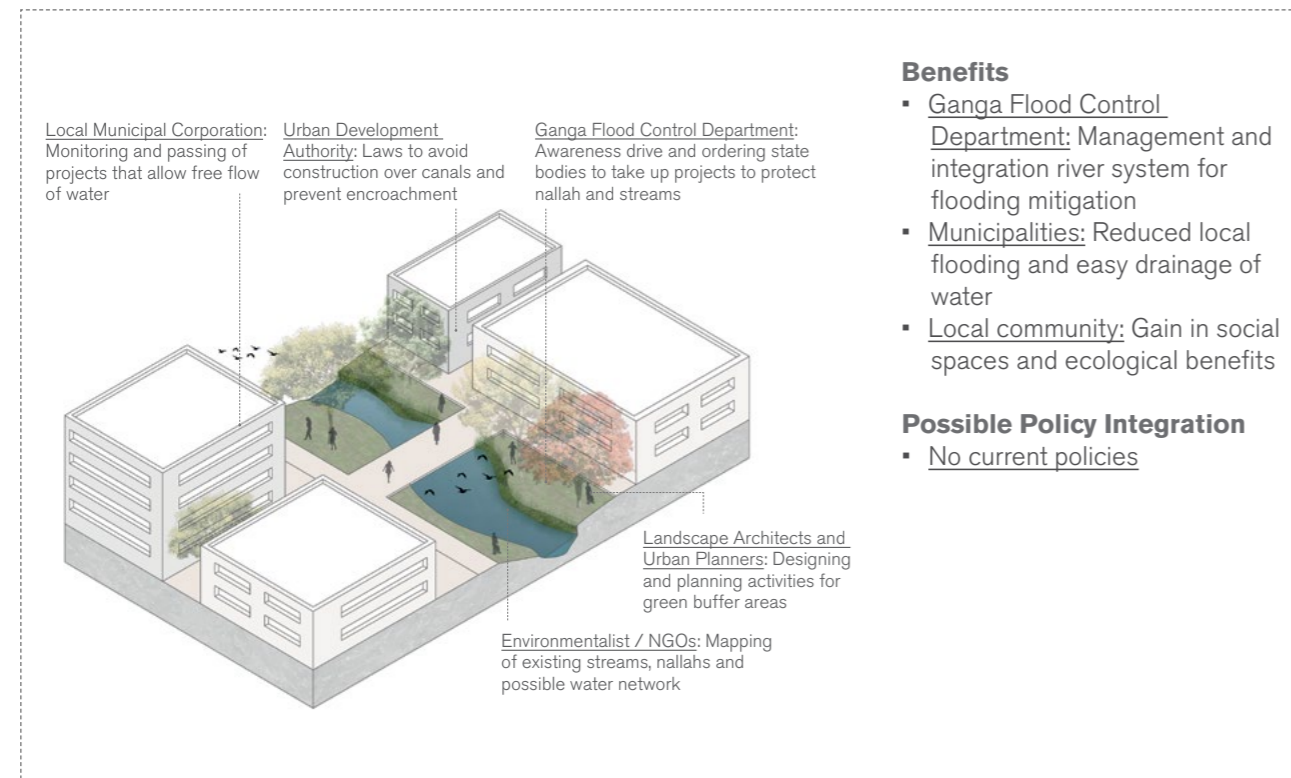 Local Municipal Corporation:
Monitoring and passing of
projects that allow free flow
of water
Urban Development
Authority: Laws to avoid
construction over canals and
prevent encroachment
Ganga Flood Control Department:
Awareness drive and ordering state
bodies to take up projects to protect
nallah and streams
Landscape Architects and
Urban Planners: Designing
and planning activities for
green buffer areas
Environmentalist / NGOs: Mapping
of existing streams, nallahs and
possible water network
Benefits
▪ Ganga Flood Control
Department: Management and
integration river system for
flooding mitigation
▪ Municipalities: Reduced local
flooding and easy drainage of
water
▪ Local community: Gain in social
spaces and ecological benefits
Possible Policy Integration
▪ No current policies